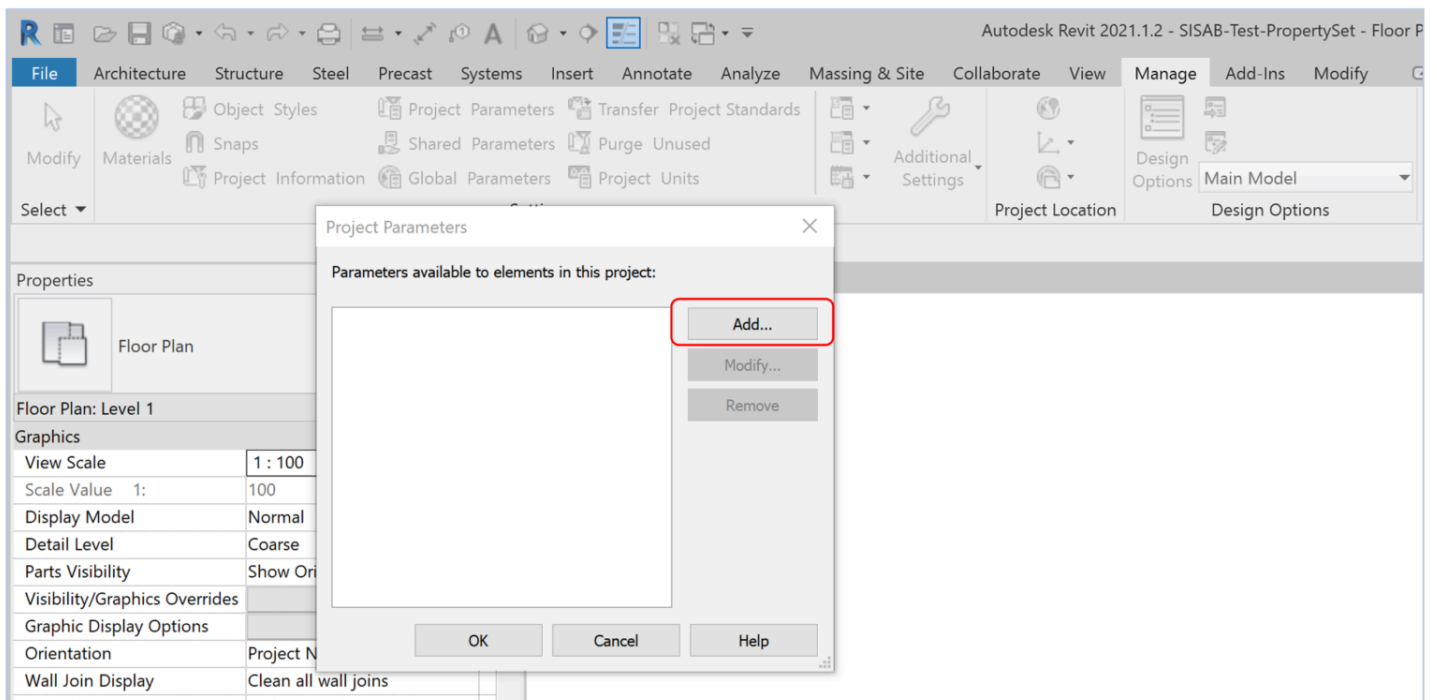 Autodesk Revit 2021.1.2 - SISAB-Test-PropertySet - Floor P
File Architecture Structure Steel Precast Systems Insert Annotate Analyze Massing & Site Collaborate View Manage Add-Ins Modify
Object Styles Project Parameters Transfer Project Standards
Snaps Shared Parameters Purge Unused
Modify Materials Additional Settings Design Options
Project Information Global Parameters Project Units Main Model
Select Project Location Design Options
Project Parameters
Parameters available to elements in this project:
Add...
Modify...
Remove
OK Cancel Help
Properties
Floor Plan
Floor Plan: Level 1
Graphics
View Scale 1 : 100
Scale Value 1: 100
Display Model Normal
Detail Level Coarse
Parts Visibility Show Ori
Visibility/Graphics Overrides
Graphic Display Options
Orientation Project N
Wall Join Display Clean all wall joins